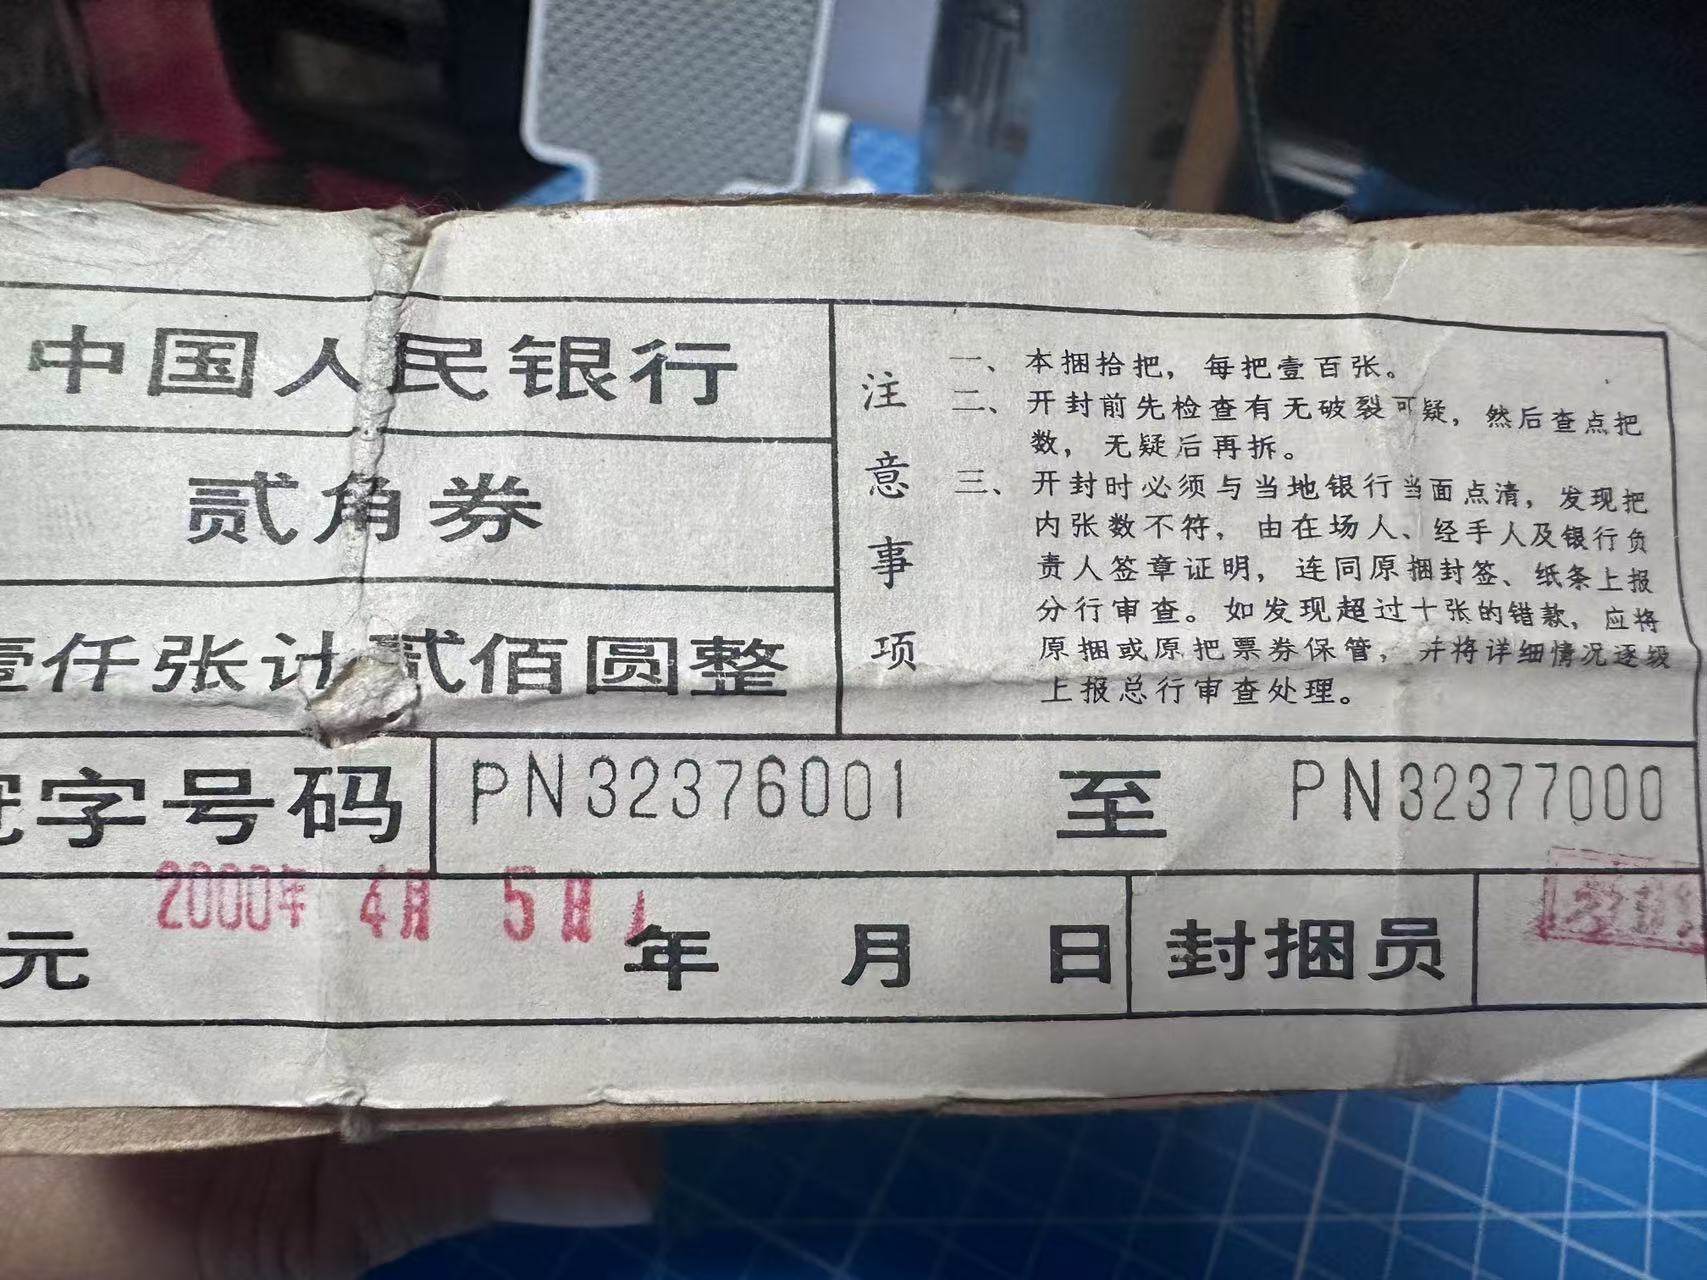 中国人民银行
贰角券
壹仟张计贰佰圆整
字号码 PN32376001 至 PN32377000
2000年 4月 5日
元 年 月 日 封捆员
注意事项
一、本捆拾把，每把壹百张。
二、开封前先检查有无破裂可疑，然后查点把
数，无疑后再拆。
三、开封时必须与当地银行当面点清，发现把
内张数不符，由在场人、经手人及银行负
责人签章证明，连同原捆封签、纸条上报
分行审查。如发现超过十张的错款，应将
原捆或原把票券保管，并将详细情况逐级
上报总行审查处理。